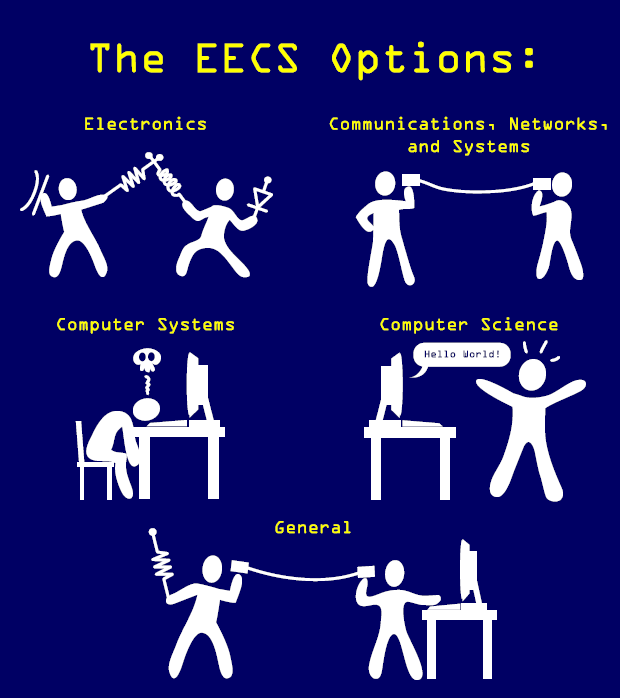 The EECS Options:
Electronics
Communications, Networks,
and Systems
Computer Systems
Computer Science
Hello World!
General